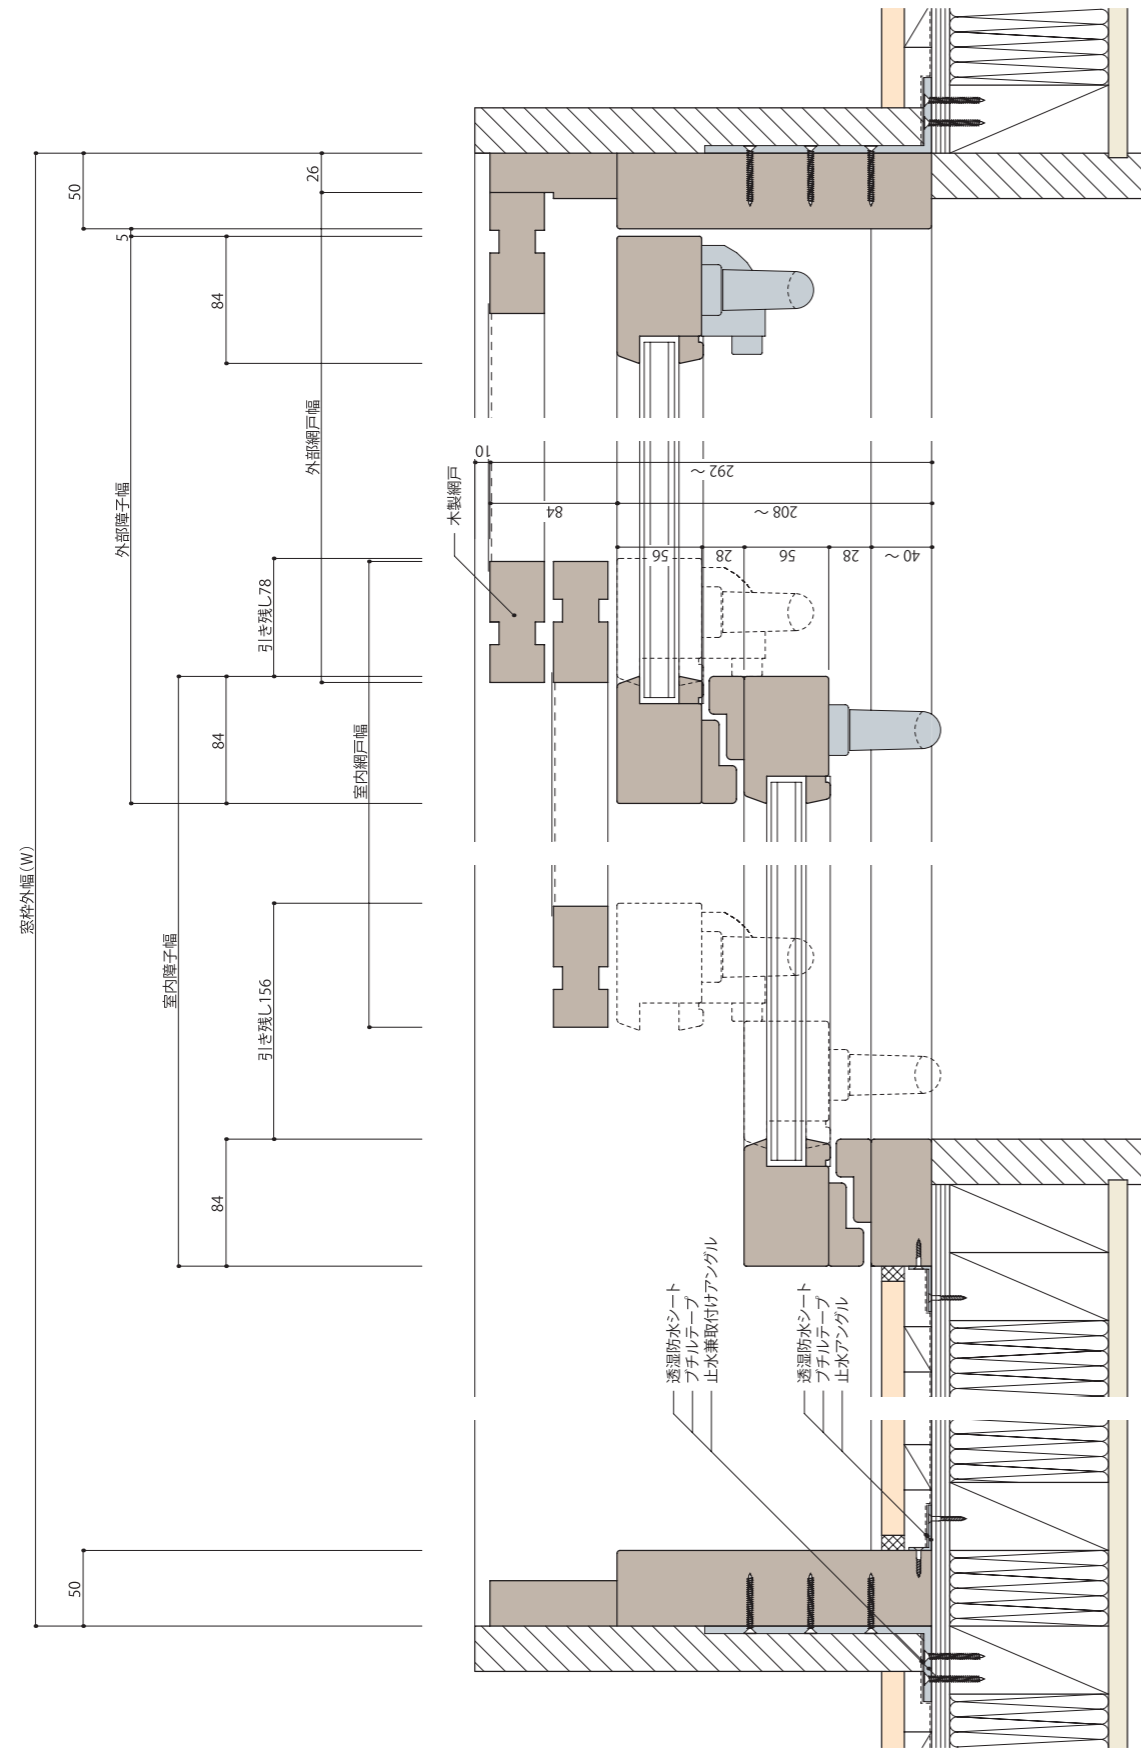 窓枠外幅(W)
50
50
外部障子幅
5
室内障子幅
84
84
84
引き残し78
引き残し156
26
外部網戸幅
室内網戸幅
木製網戸
10
292 ～
84
208 ～
56
28
56
28
40 ～
透湿防水シート
ブチルテープ
止水兼取付けアングル
透湿防水シート
ブチルテープ
止水アングル